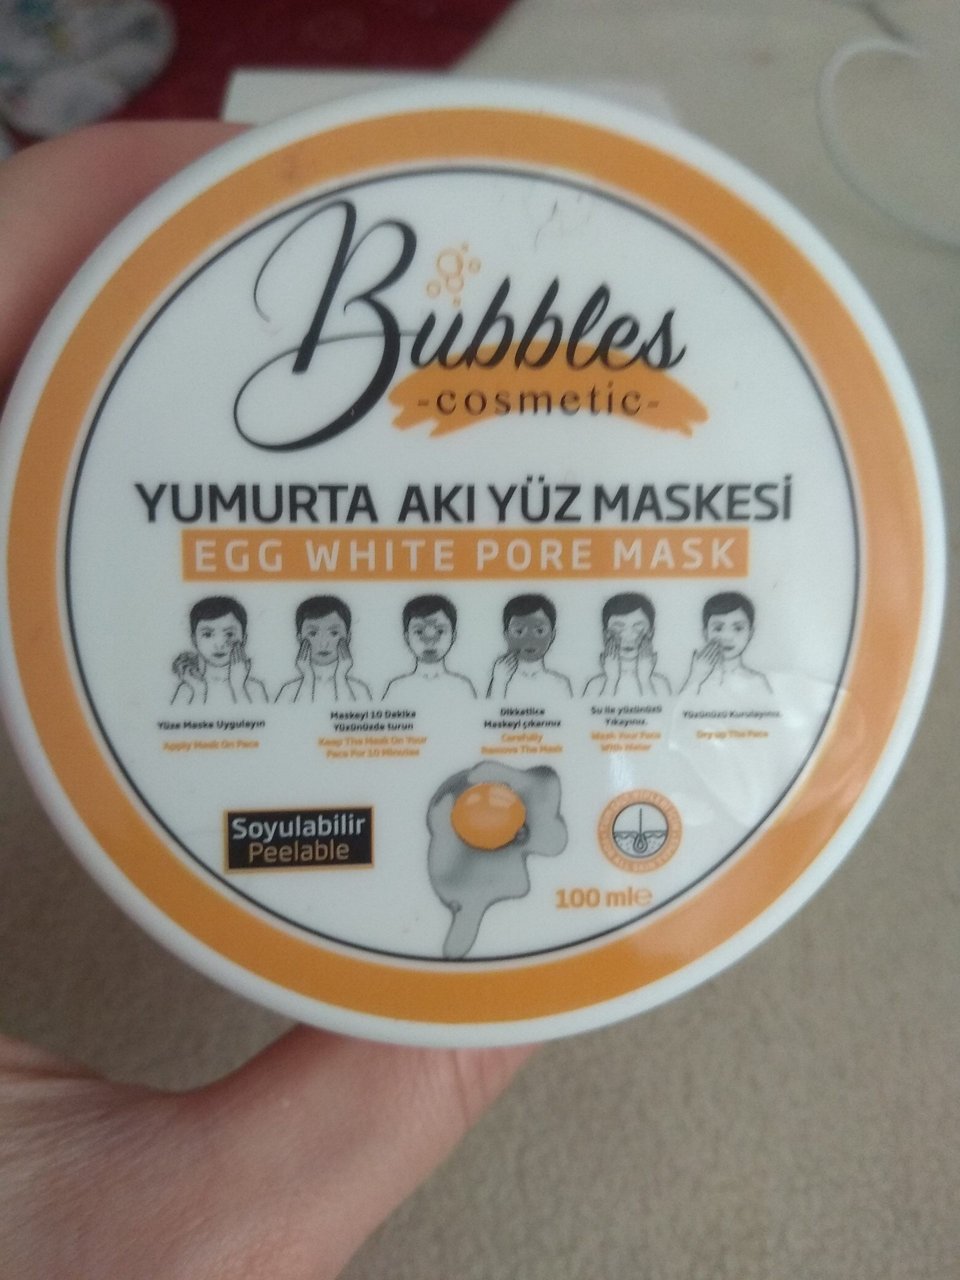 Bubbles
-cosmetic-
YUMURTA AKI YÜZ MASKESİ
EGG WHITE PORE MASK
Yüze Maske Uygulayın
Apply Mask On Face
Maskeyi 10 Dakika
Yüzünüzde turun
Keep The Mask On Your
Face For 10 Minutes
Dikketlice
Maskeyi çıkarınız
Carefully
Remove The Mask
Su ile yüzünüzü
Yıkayınız.
Wash Your Face
With Water
Yüzünüzü Kurulayınız.
Dry up The Face
Soyulabilir
Peelable
100 ml℮